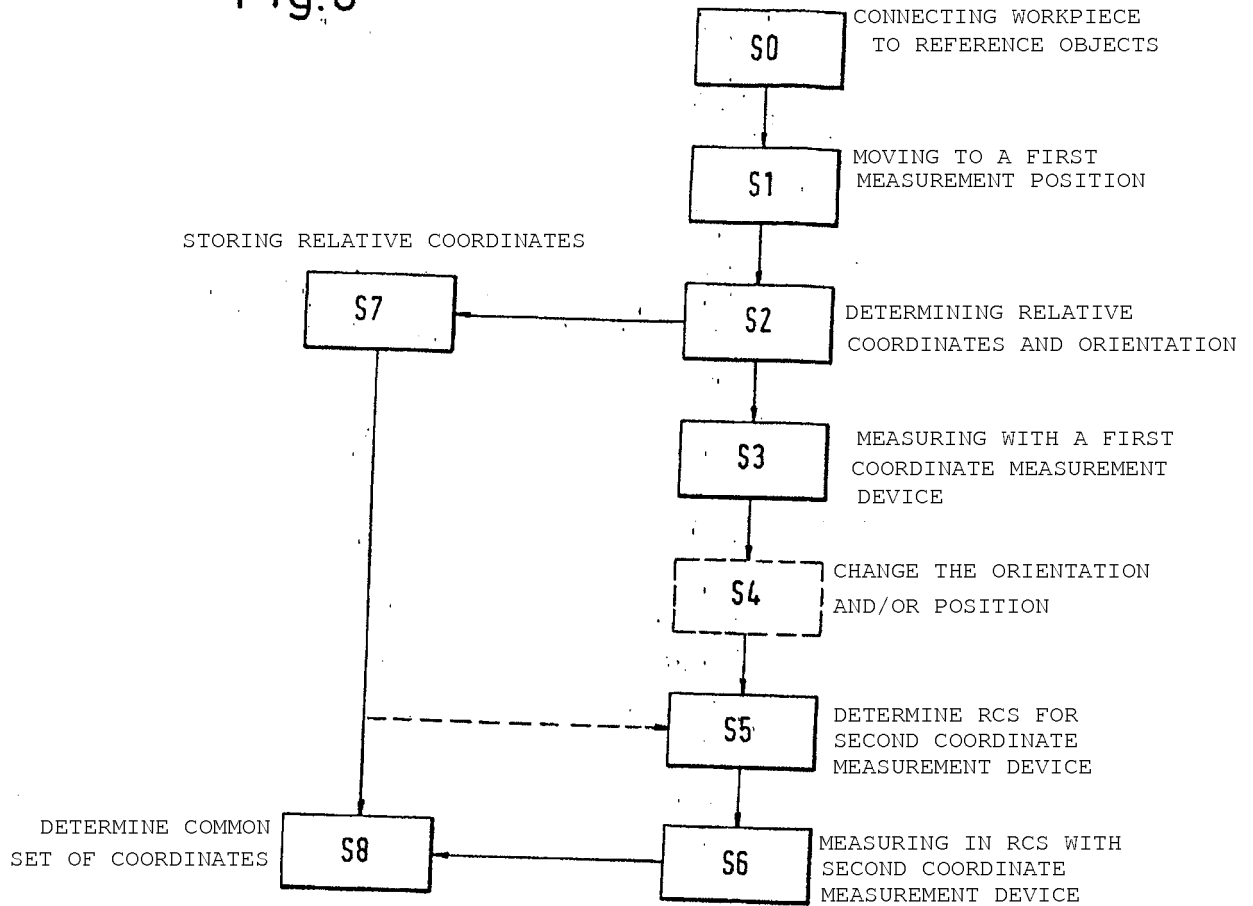 S0
CONNECTING WORKPIECE
TO REFERENCE OBJECTS
S1
MOVING TO A FIRST
MEASUREMENT POSITION
STORING RELATIVE COORDINATES
S7
S2
DETERMINING RELATIVE
COORDINATES AND ORIENTATION
S3
MEASURING WITH A FIRST
COORDINATE MEASUREMENT
DEVICE
S4
CHANGE THE ORIENTATION
AND/OR POSITION
S5
DETERMINE RCS FOR
SECOND COORDINATE
MEASUREMENT DEVICE
DETERMINE COMMON
SET OF COORDINATES
S8
S6
MEASURING IN RCS WITH
SECOND COORDINATE
MEASUREMENT DEVICE